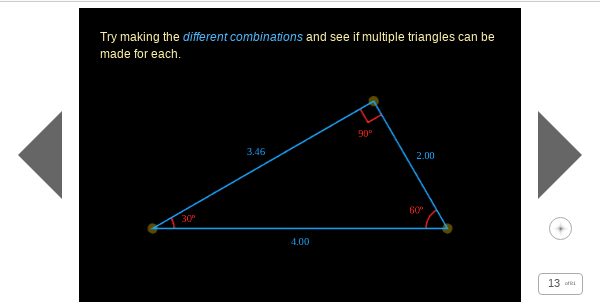 Try making the different combinations and see if multiple triangles can be
made for each.
90°
3.46
2.00
30°
60°
4.00
13 of 81